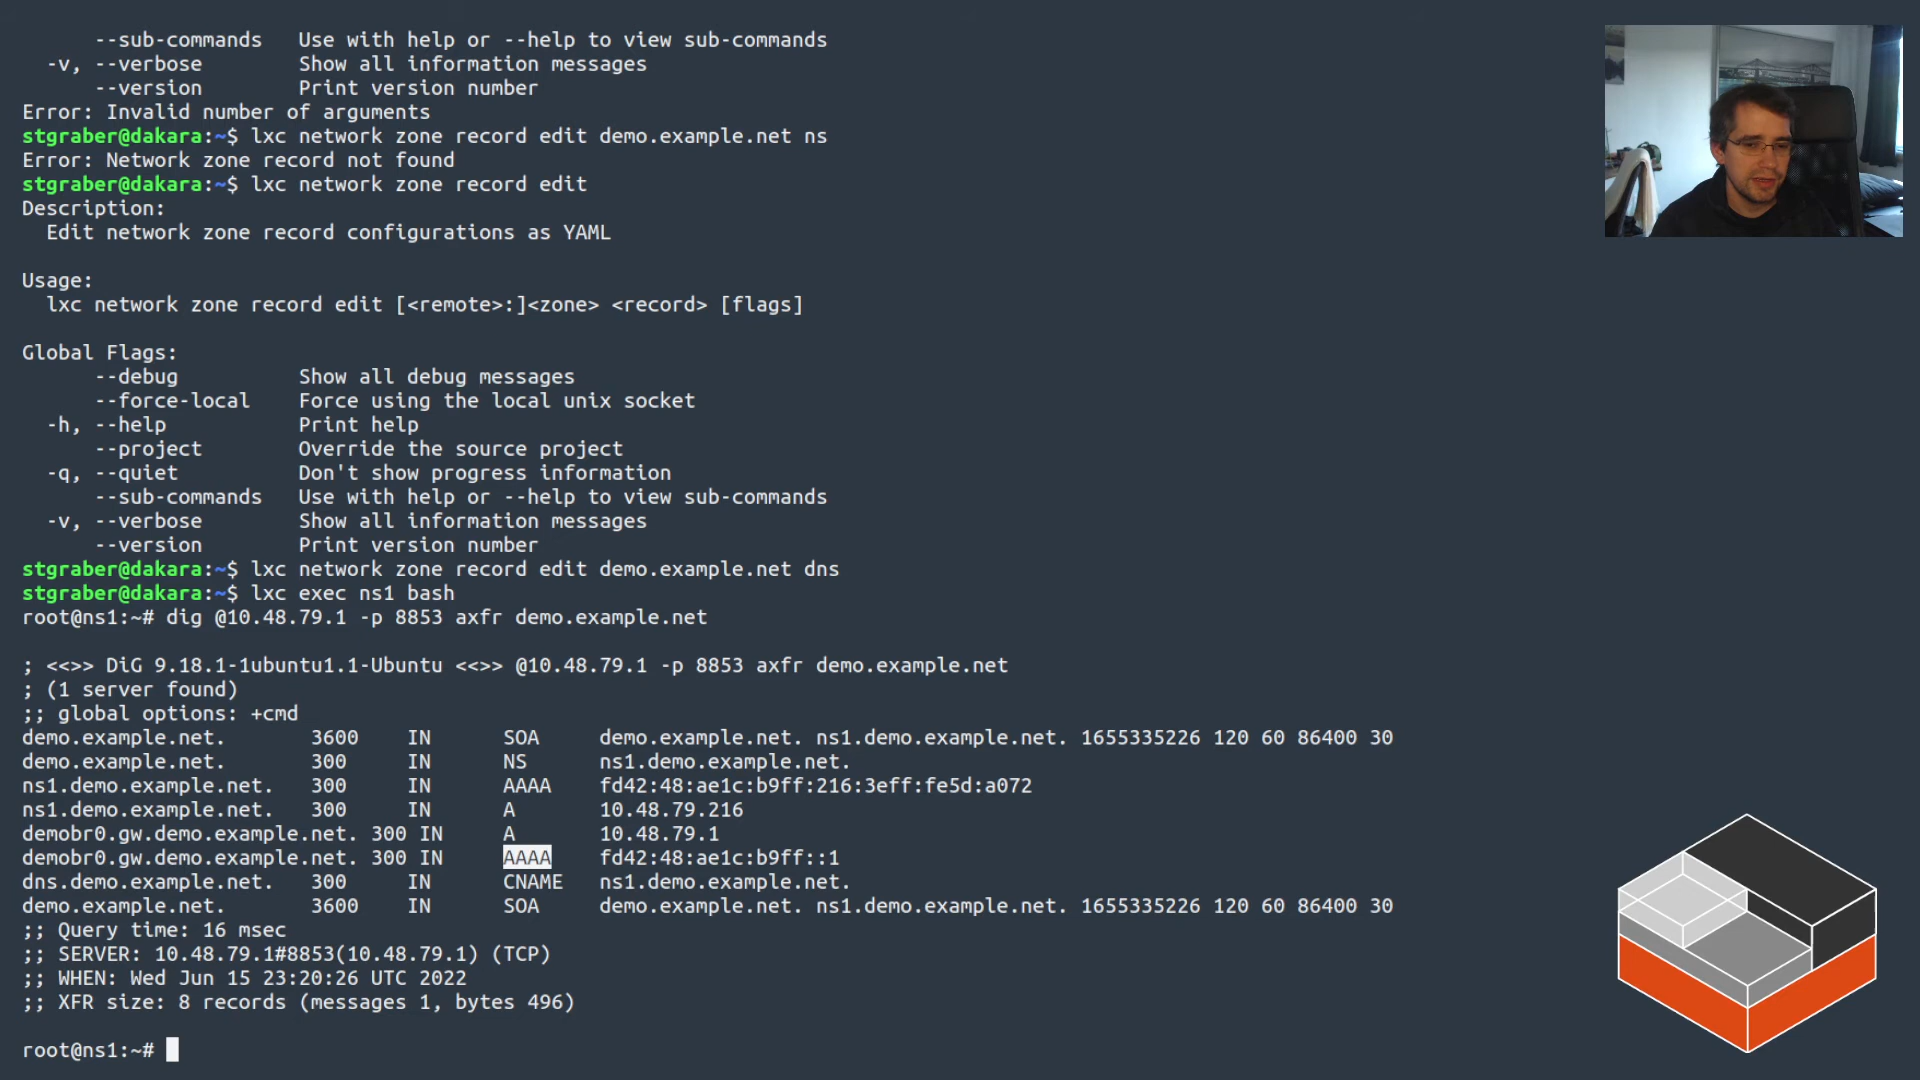 --sub-commands   Use with help or --help to view sub-commands
-v, --verbose        Show all information messages
--version        Print version number
Error: Invalid number of arguments
stgraber@dakara:~$ lxc network zone record edit demo.example.net ns
Error: Network zone record not found
stgraber@dakara:~$ lxc network zone record edit
Description:
Edit network zone record configurations as YAML
Usage:
lxc network zone record edit [<remote>:]<zone> <record> [flags]
Global Flags:
--debug          Show all debug messages
--force-local    Force using the local unix socket
-h, --help           Print help
--project        Override the source project
-q, --quiet          Don't show progress information
--sub-commands   Use with help or --help to view sub-commands
-v, --verbose        Show all information messages
--version        Print version number
stgraber@dakara:~$ lxc network zone record edit demo.example.net dns
stgraber@dakara:~$ lxc exec ns1 bash
root@ns1:~# dig @10.48.79.1 -p 8853 axfr demo.example.net
; <<>> DiG 9.18.1-1ubuntu1.1-Ubuntu <<>> @10.48.79.1 -p 8853 axfr demo.example.net
; (1 server found)
;; global options: +cmd
demo.example.net.       3600    IN      SOA     demo.example.net. ns1.demo.example.net. 1655335226 120 60 86400 30
demo.example.net.       300     IN      NS      ns1.demo.example.net.
ns1.demo.example.net.   300     IN      AAAA    fd42:48:ae1c:b9ff:216:3eff:fe5d:a072
ns1.demo.example.net.   300     IN      A       10.48.79.216
demobr0.gw.demo.example.net. 300 IN     A       10.48.79.1
demobr0.gw.demo.example.net. 300 IN     AAAA    fd42:48:ae1c:b9ff::1
dns.demo.example.net.   300     IN      CNAME   ns1.demo.example.net.
demo.example.net.       3600    IN      SOA     demo.example.net. ns1.demo.example.net. 1655335226 120 60 86400 30
;; Query time: 16 msec
;; SERVER: 10.48.79.1#8853(10.48.79.1) (TCP)
;; WHEN: Wed Jun 15 23:20:26 UTC 2022
;; XFR size: 8 records (messages 1, bytes 496)
root@ns1:~#